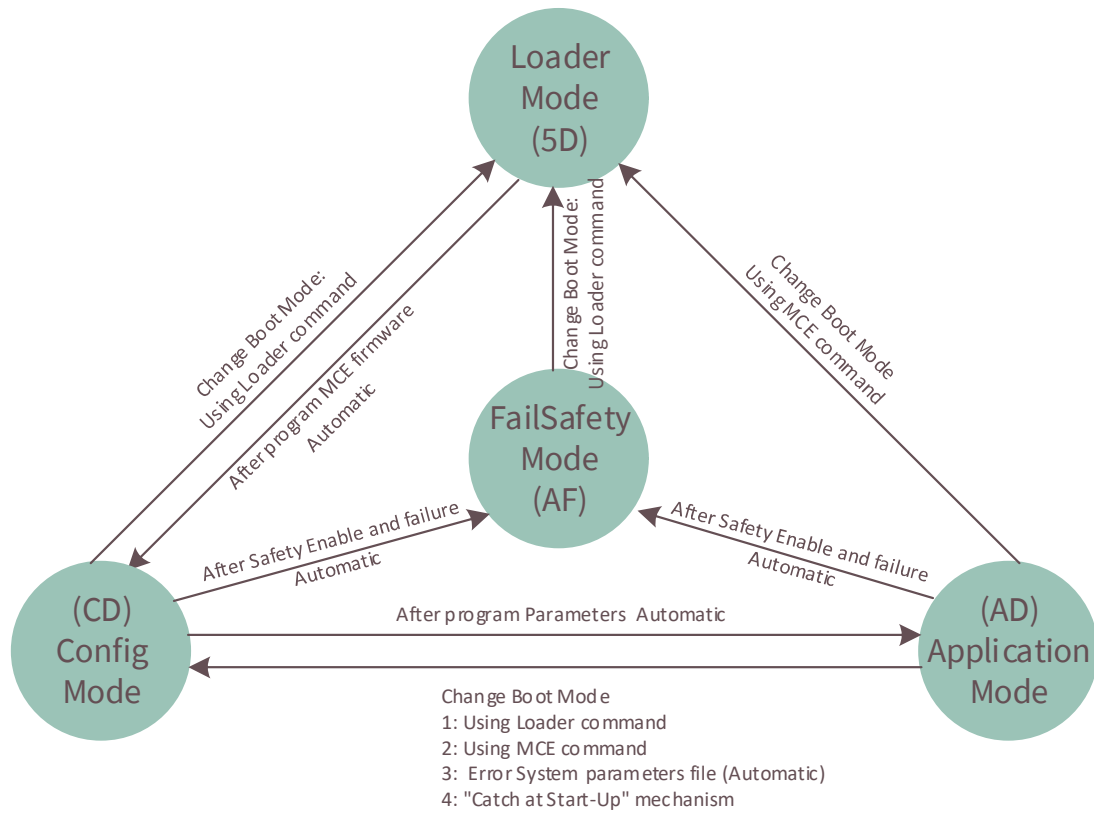 Loader
Mode
(5D)
Change Boot Mode:
Using Loader command
After program MCE firmware
Automatic
Change Boot Mode:
Using Loader command
Change Boot Mode
Using MCE command
FailSafety
Mode
(AF)
After Safety Enable and failure
Automatic
After Safety Enable and failure
Automatic
(CD)
Config
Mode
After program Parameters Automatic
(AD)
Application
Mode
Change Boot Mode
1: Using Loader command
2: Using MCE command
3: Error System parameters file (Automatic)
4: "Catch at Start-Up" mechanism